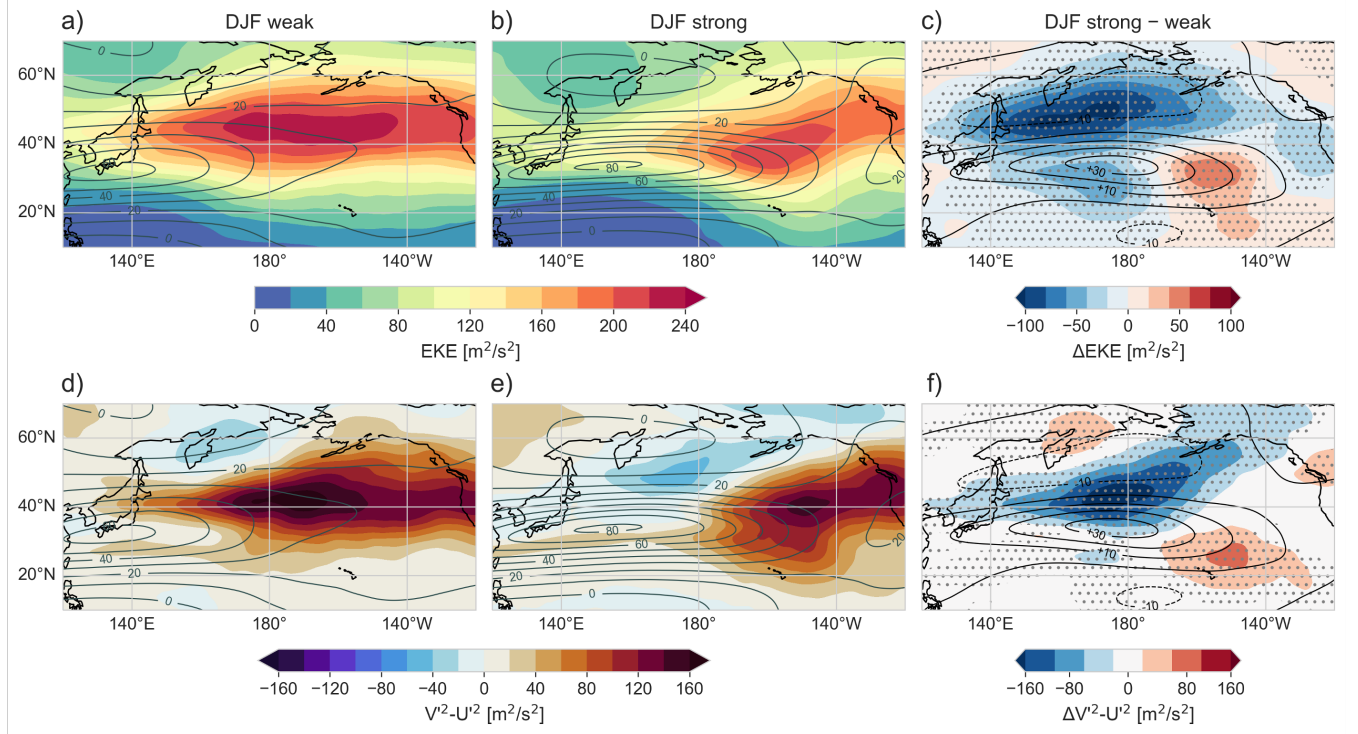 a) DJF weak b) DJF strong c) DJF strong − weak
60°N
40°N
20°N
0 20 40 20 0
0 20 80 60 40 20 0 20
-10 +30 +10 -10
140°E 180° 140°W 140°E 180° 140°W 140°E 180° 140°W
0 40 80 120 160 200 240
EKE [m²/s²]
−100 −50 0 50 100
ΔEKE [m²/s²]
d) e) f)
60°N
40°N
20°N
0 20 40 20 0
0 20 80 60 40 20 0 20
-10 +30 +10 -10
140°E 180° 140°W 140°E 180° 140°W 140°E 180° 140°W
−160 −120 −80 −40 0 40 80 120 160
V'²-U'² [m²/s²]
−160 −80 0 80 160
ΔV'²-U'² [m²/s²]